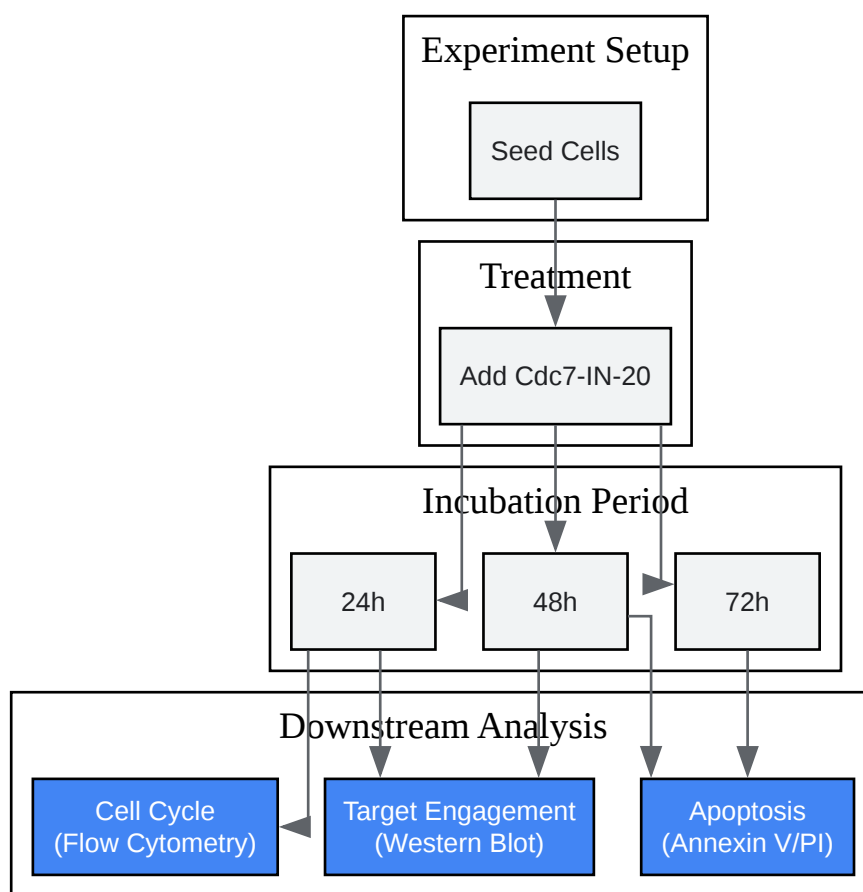 Experiment Setup
Seed Cells
Treatment
Add Cdc7-IN-20
Incubation Period
24h
48h
72h
Downstream Analysis
Cell Cycle
(Flow Cytometry)
Target Engagement
(Western Blot)
Apoptosis
(Annexin V/PI)